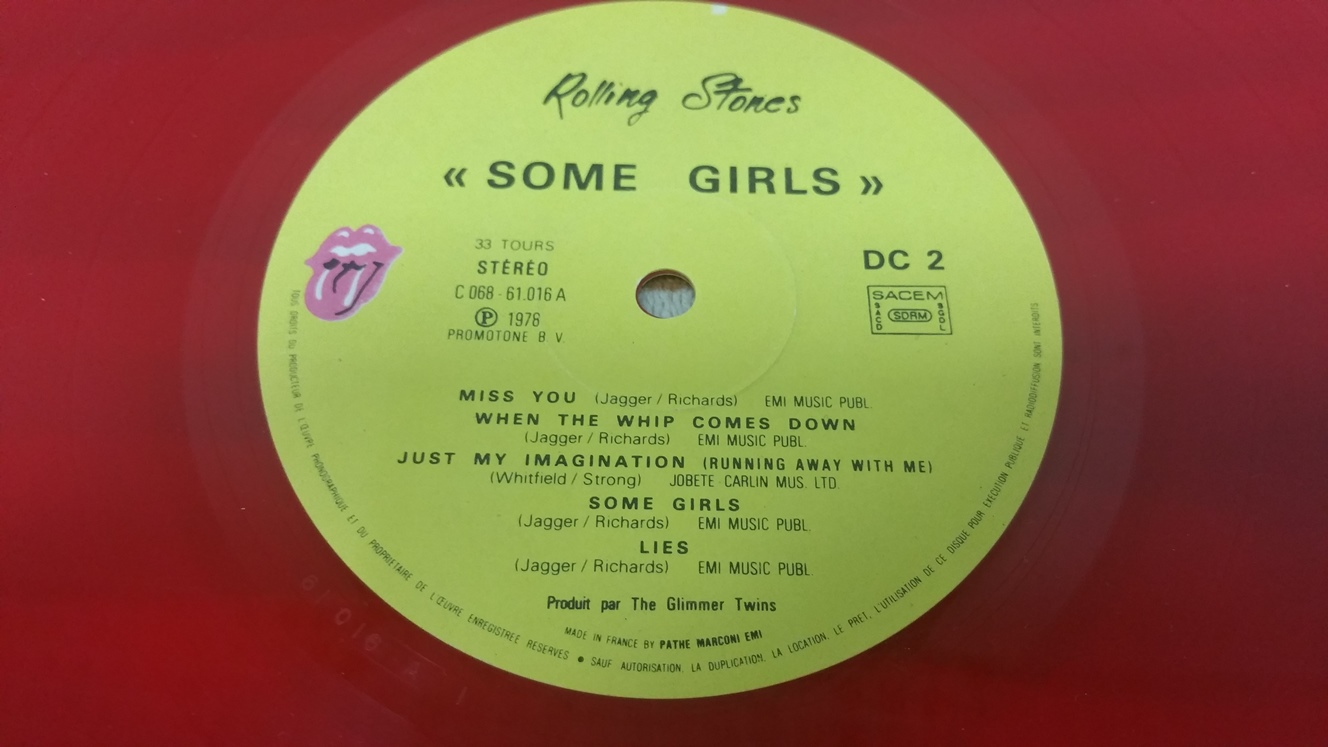 Rolling Stones
« SOME GIRLS »
33 TOURS
STÉRÉO
C 068 - 61.016 A
Ⓟ 1978
PROMOTONE B V.
DC 2
SACEM
SACD
SDRM
SGDL
MISS YOU (Jagger / Richards) EMI MUSIC PUBL.
WHEN THE WHIP COMES DOWN
(Jagger / Richards) EMI MUSIC PUBL.
JUST MY IMAGINATION (RUNNING AWAY WITH ME)
(Whitfield / Strong) JOBETE CARLIN MUS. LTD.
SOME GIRLS
(Jagger / Richards) EMI MUSIC PUBL.
LIES
(Jagger / Richards) EMI MUSIC PUBL.
Produit par The Glimmer Twins
MADE IN FRANCE BY PATHE MARCONI EMI
TOUS DROITS DU PRODUCTEUR DE L'ŒUVRE PHONOGRAPHIQUE ET DU PROPRIETAIRE DE L'ŒUVRE ENREGISTREE RESERVES ● SAUF AUTORISATION, LA DUPLICATION, LA LOCATION, LE PRET, L'UTILISATION DE CE DISQUE POUR EXECUTION PUBLIQUE ET RADIODIFFUSION SONT INTERDITS